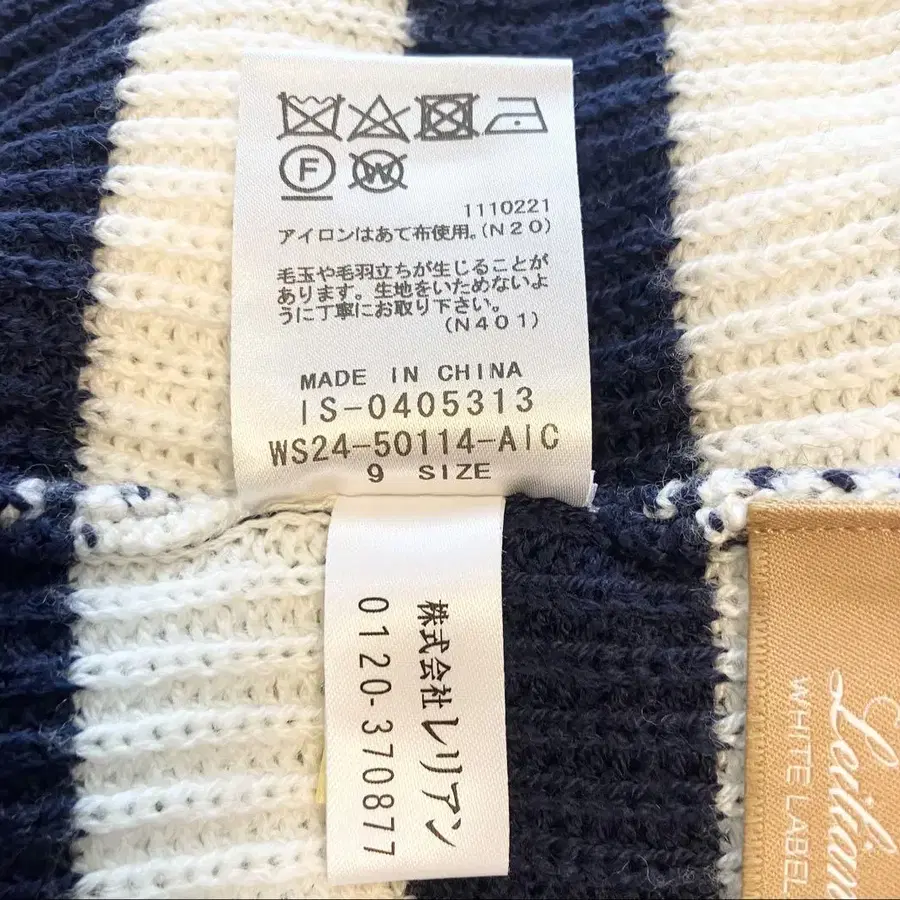 F
W
1110221
アイロンはあて布使用。(N20)
毛玉や毛羽立ちが生じることが
あります。生地をいためないよ
うに丁寧にお取り下さい。
(N401)
MADE IN CHINA
IS-0405313
WS24-50114-AIC
9 SIZE
株式会社レリアン
0120-370877
Leilian
WHITE LABEL